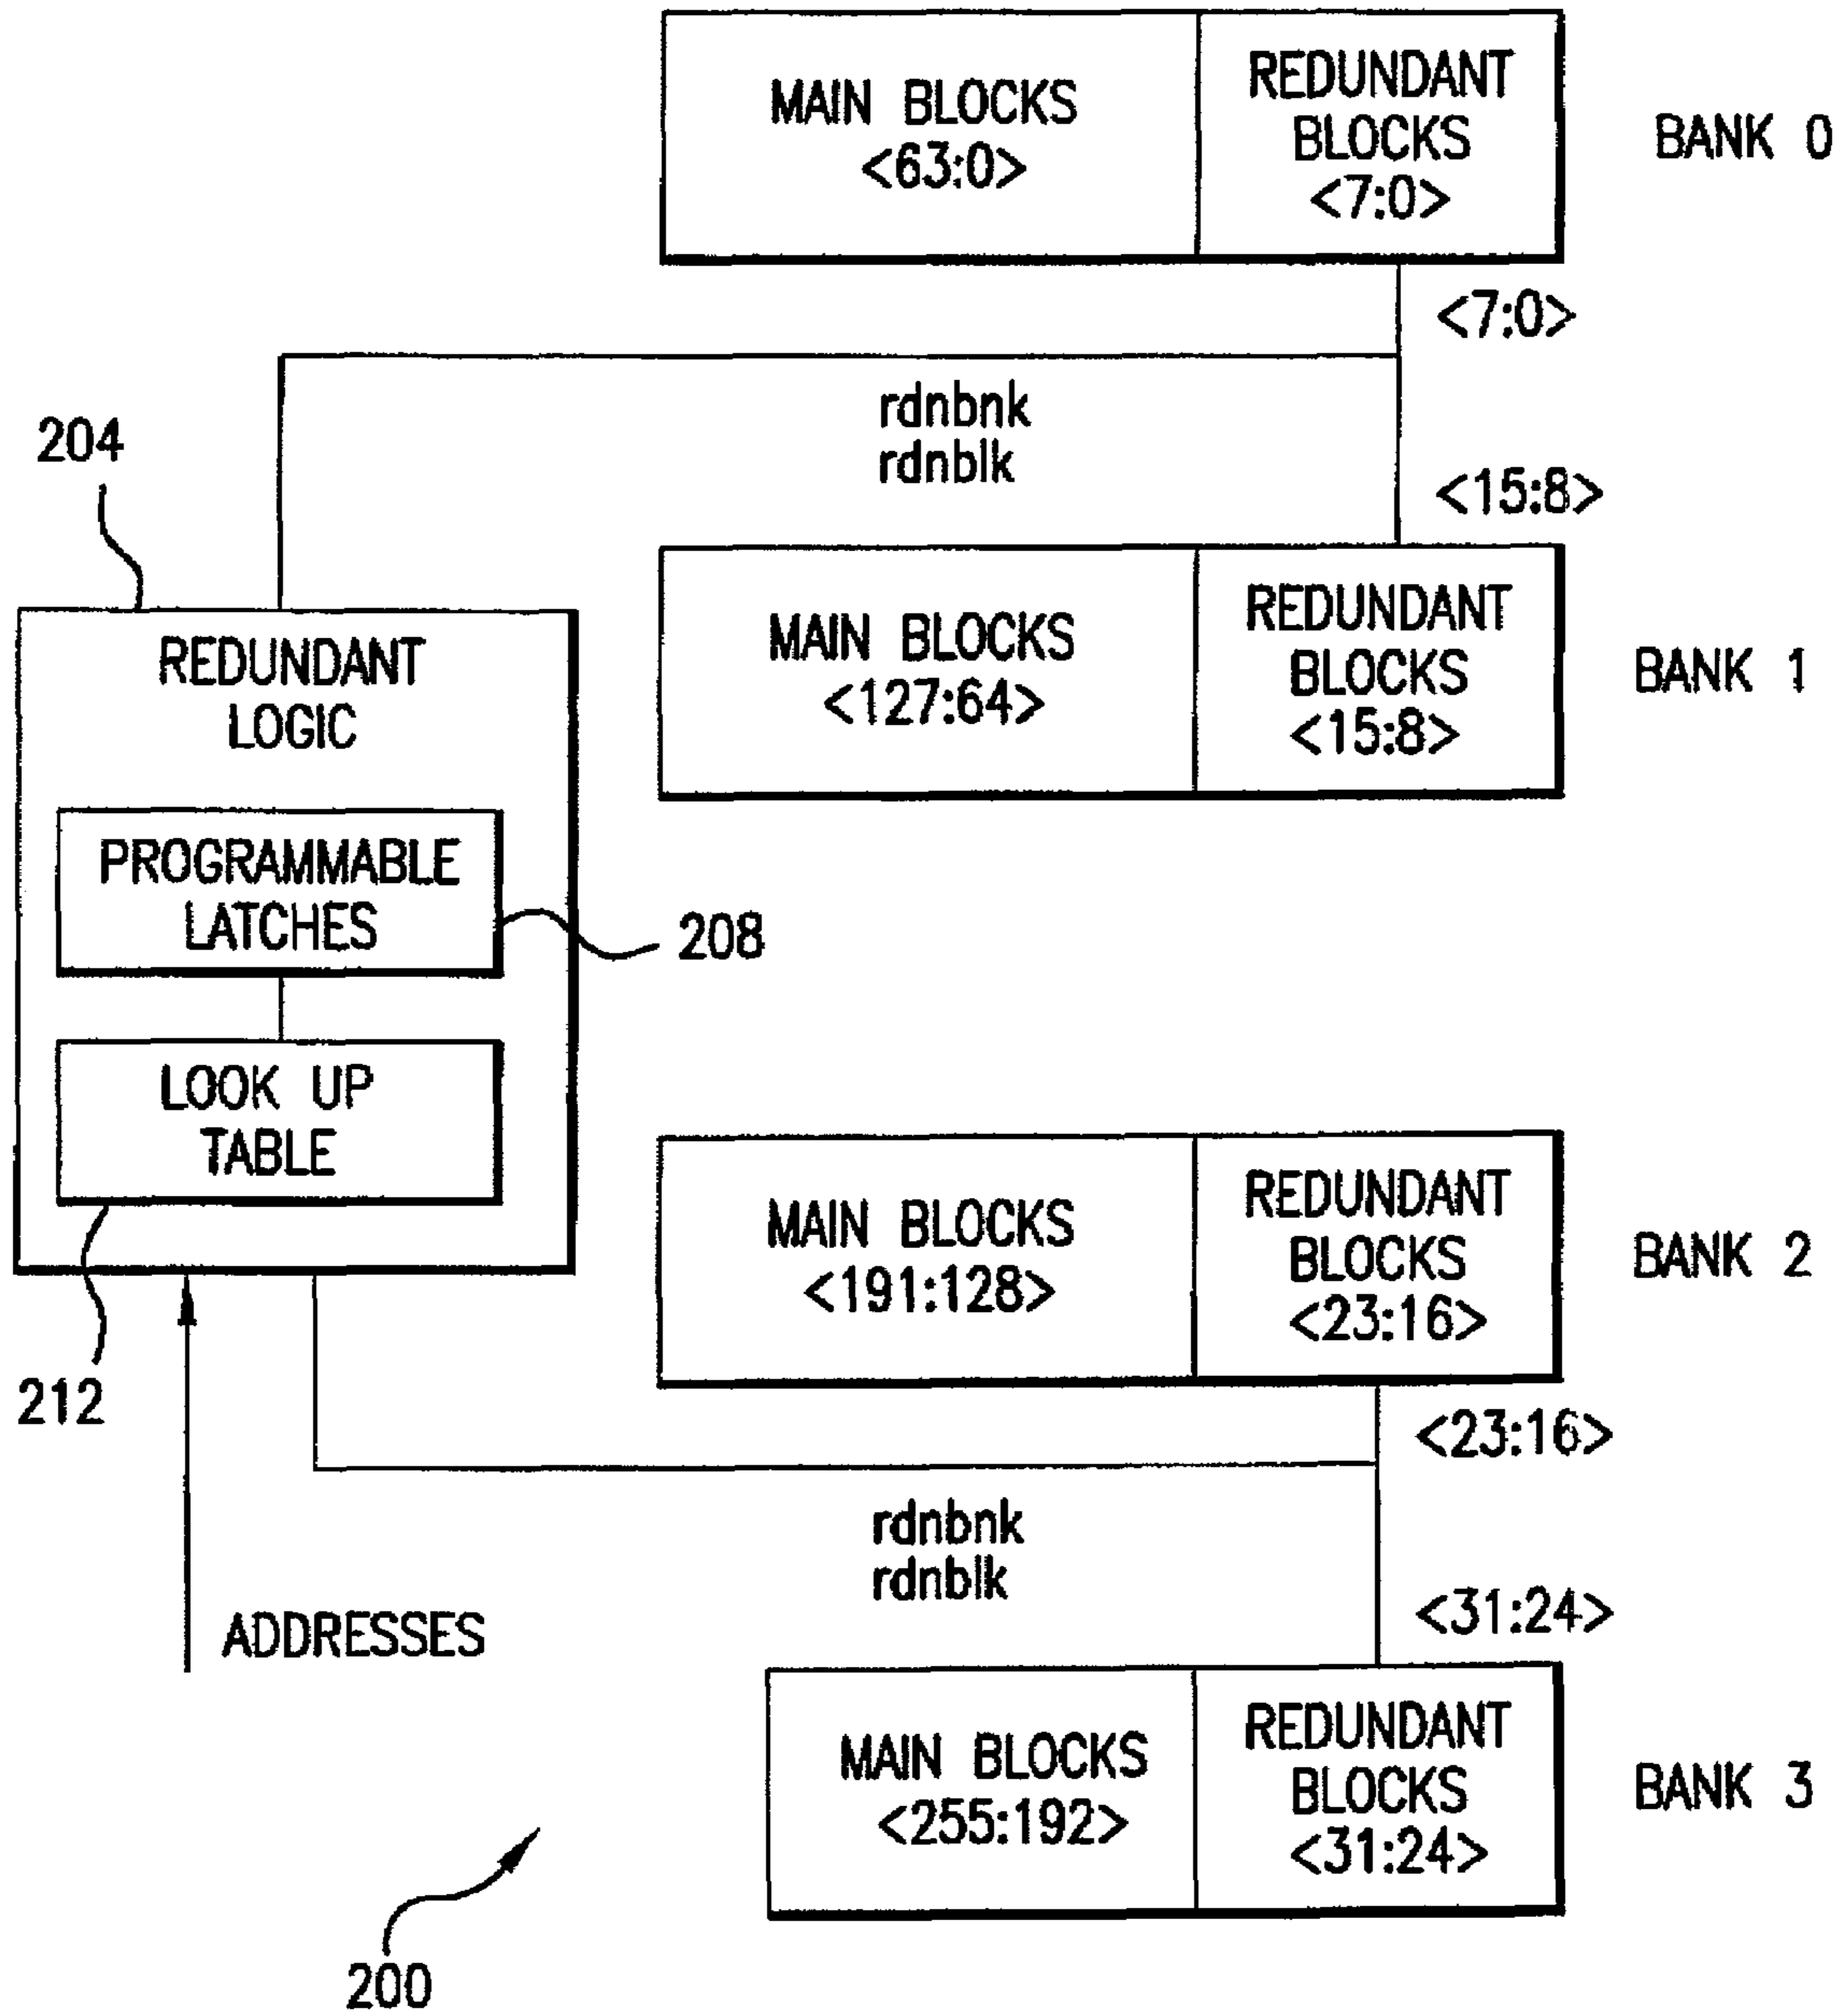 MAIN BLOCKS
<63:0>
REDUNDANT
BLOCKS
<7:0>
BANK 0
<7:0>
rdnbnk
rdnblk
<15:8>
204
MAIN BLOCKS
<127:64>
REDUNDANT
BLOCKS
<15:8>
BANK 1
REDUNDANT
LOGIC
PROGRAMMABLE
LATCHES
208
LOOK UP
TABLE
212
MAIN BLOCKS
<191:128>
REDUNDANT
BLOCKS
<23:16>
BANK 2
<23:16>
rdnbnk
rdnblk
<31:24>
ADDRESSES
MAIN BLOCKS
<255:192>
REDUNDANT
BLOCKS
<31:24>
BANK 3
200